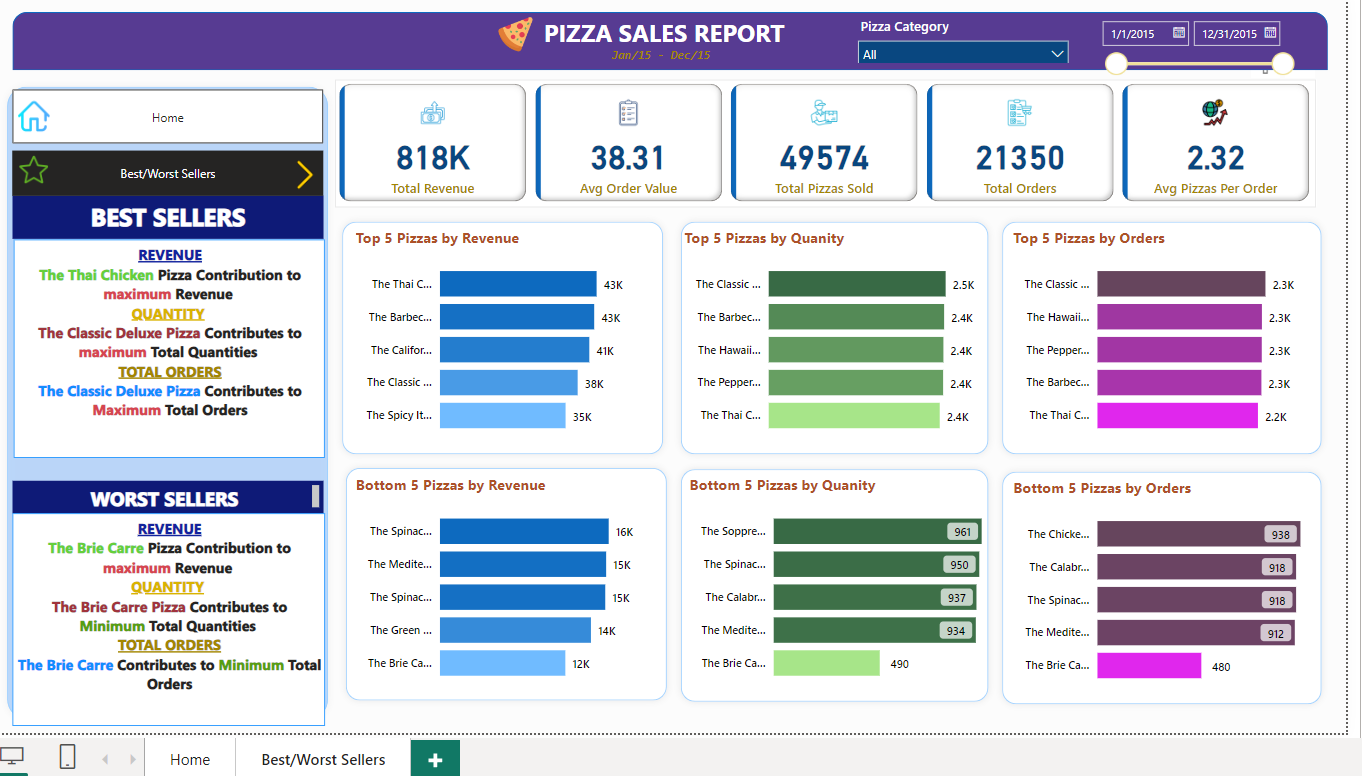 PIZZA SALES REPORT
Jan/15 - Dec/15
Pizza Category
All
1/1/2015
12/31/2015
Home
Best/Worst Sellers
BEST SELLERS
REVENUE
The Thai Chicken Pizza Contribution to
maximum Revenue
QUANTITY
The Classic Deluxe Pizza Contributes to
maximum Total Quantities
TOTAL ORDERS
The Classic Deluxe Pizza Contributes to
Maximum Total Orders
WORST SELLERS
REVENUE
The Brie Carre Pizza Contribution to
maximum Revenue
QUANTITY
The Brie Carre Pizza Contributes to
Minimum Total Quantities
TOTAL ORDERS
The Brie Carre Contributes to Minimum Total
Orders
818K
Total Revenue
38.31
Avg Order Value
49574
Total Pizzas Sold
21350
Total Orders
2.32
Avg Pizzas Per Order
Top 5 Pizzas by Revenue
The Thai C... 43K
The Barbec... 43K
The Califor... 41K
The Classic ... 38K
The Spicy It... 35K
Top 5 Pizzas by Quanity
The Classic ... 2.5K
The Barbec... 2.4K
The Hawaii... 2.4K
The Pepper... 2.4K
The Thai C... 2.4K
Top 5 Pizzas by Orders
The Classic ... 2.3K
The Hawaii... 2.3K
The Pepper... 2.3K
The Barbec... 2.3K
The Thai C... 2.2K
Bottom 5 Pizzas by Revenue
The Spinac... 16K
The Medite... 15K
The Spinac... 15K
The Green ... 14K
The Brie Ca... 12K
Bottom 5 Pizzas by Quanity
The Soppre... 961
The Spinac... 950
The Calabr... 937
The Medite... 934
The Brie Ca... 490
Bottom 5 Pizzas by Orders
The Chicke... 938
The Calabr... 918
The Spinac... 918
The Medite... 912
The Brie Ca... 480
Home
Best/Worst Sellers